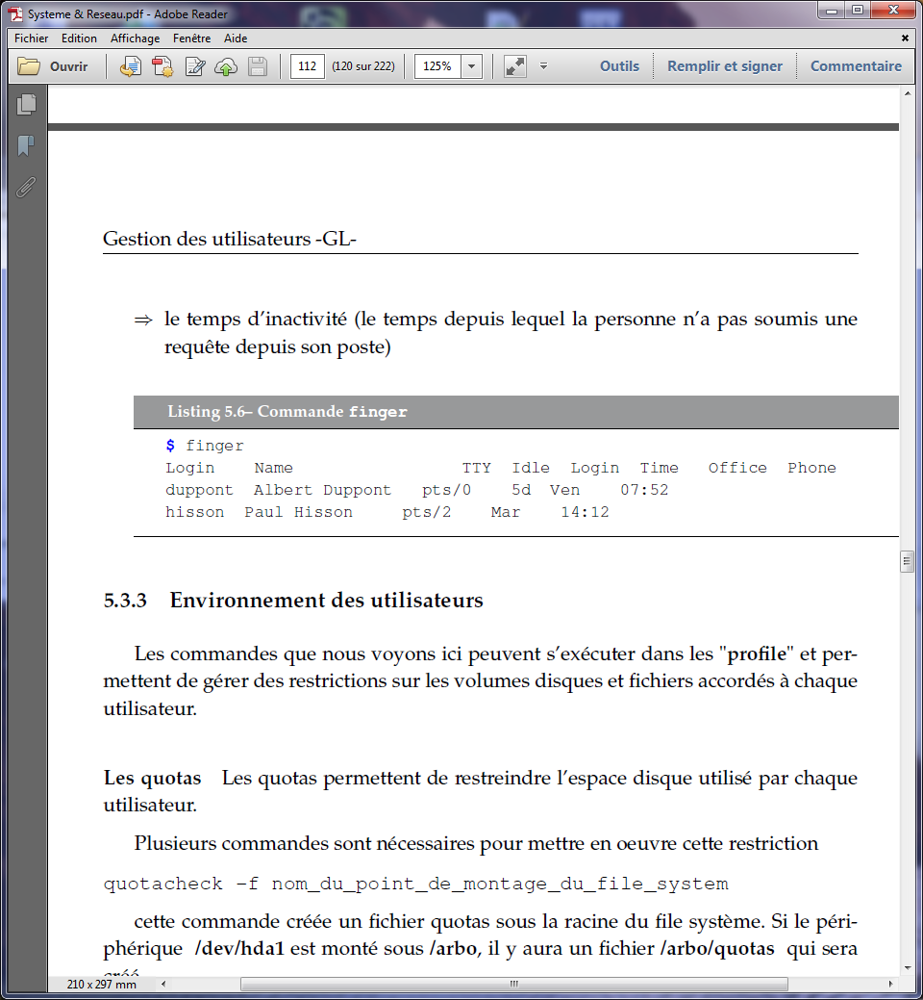 Systeme & Reseau.pdf - Adobe Reader
Fichier Edition Affichage Fenêtre Aide
Ouvrir 112 (120 sur 222) 125% Outils Remplir et signer Commentaire
Gestion des utilisateurs -GL-
⇒ le temps d'inactivité (le temps depuis lequel la personne n'a pas soumis une
requête depuis son poste)
Listing 5.6– Commande finger
$ finger
Login Name TTY Idle Login Time Office Phone
duppont Albert Duppont pts/0 5d Ven 07:52
hisson Paul Hisson pts/2 Mar 14:12
5.3.3 Environnement des utilisateurs
Les commandes que nous voyons ici peuvent s'exécuter dans les "profile" et per-
mettent de gérer des restrictions sur les volumes disques et fichiers accordés à chaque
utilisateur.
Les quotas Les quotas permettent de restreindre l'espace disque utilisé par chaque
utilisateur.
Plusieurs commandes sont nécessaires pour mettre en oeuvre cette restriction
quotacheck -f nom_du_point_de_montage_du_file_system
cette commande créée un fichier quotas sous la racine du file système. Si le péri-
phérique /dev/hda1 est monté sous /arbo, il y aura un fichier /arbo/quotas qui sera
210 x 297 mm